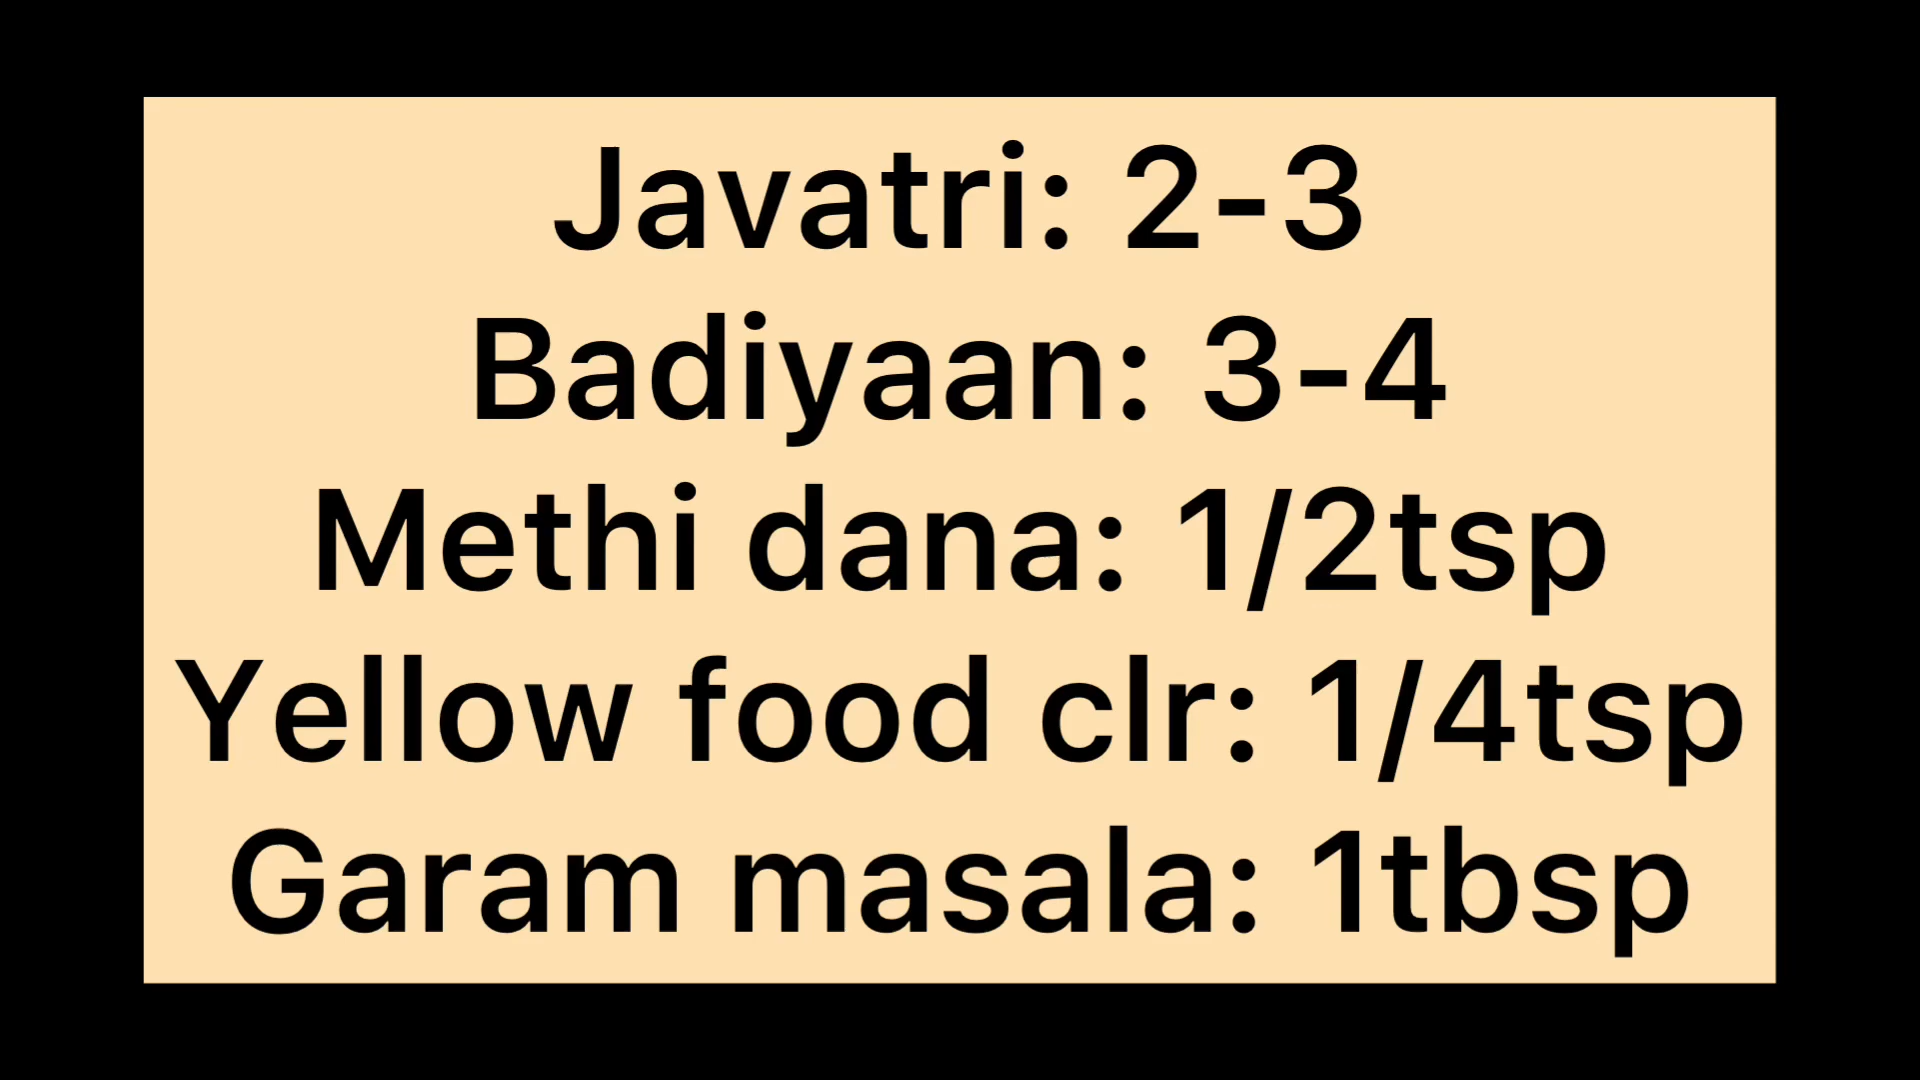 Javatri: 2-3
Badiyaan: 3-4
Methi dana: 1/2tsp
Yellow food clr: 1/4tsp
Garam masala: 1tbsp